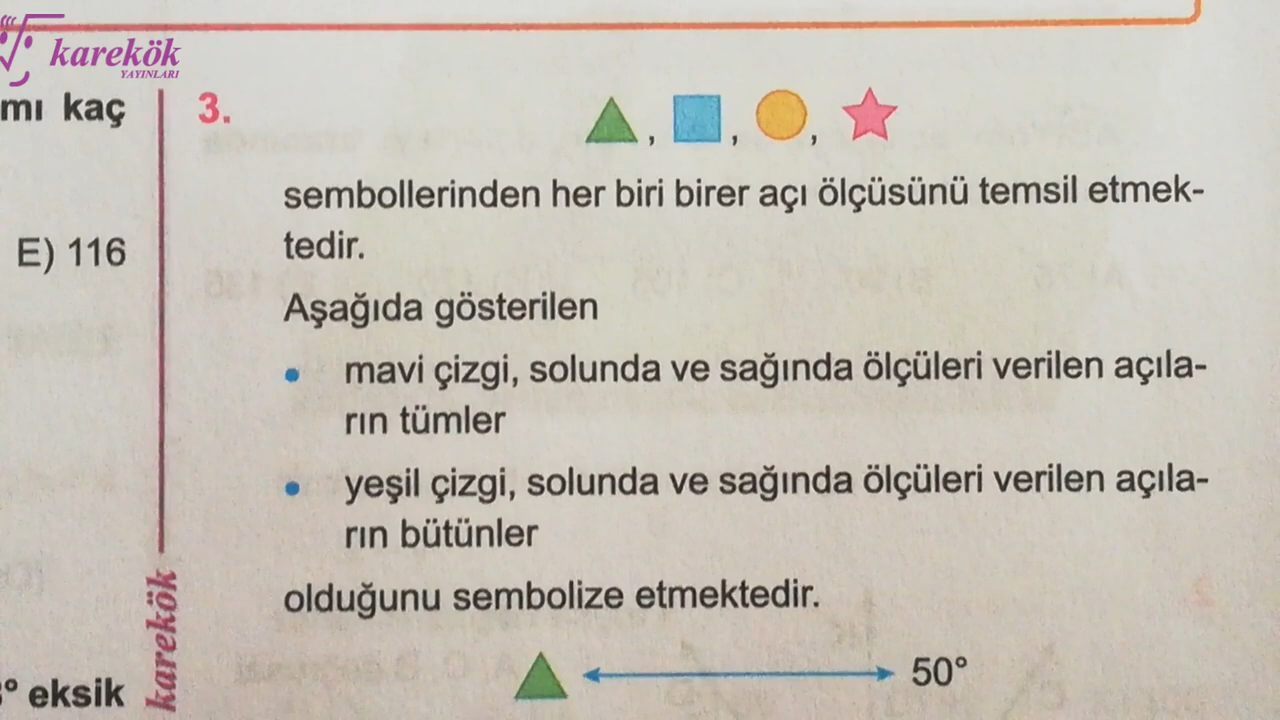 karekök
YAYINLARI
mı kaç
E) 116
° eksik
karekök
3.
, , ,
sembollerinden her biri birer açı ölçüsünü temsil etmek-
tedir.
Aşağıda gösterilen
• mavi çizgi, solunda ve sağında ölçüleri verilen açıla-
rın tümler
• yeşil çizgi, solunda ve sağında ölçüleri verilen açıla-
rın bütünler
olduğunu sembolize etmektedir.
50°